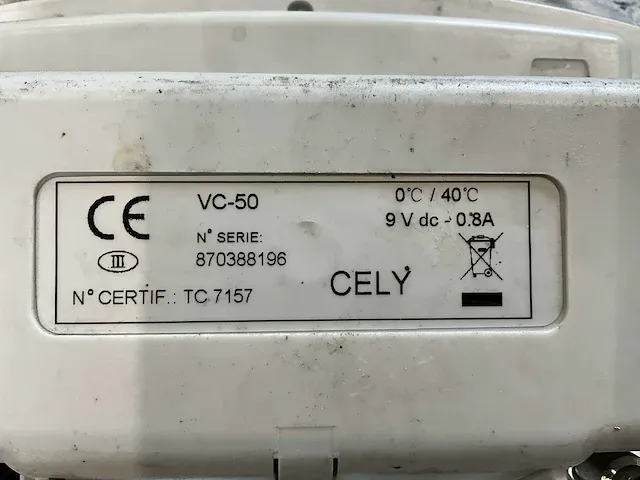 CE
VC-50
0°C / 40°C
9 V dc - 0.8A
III
N° SERIE:
870388196
N° CERTIF.: TC 7157
CELY